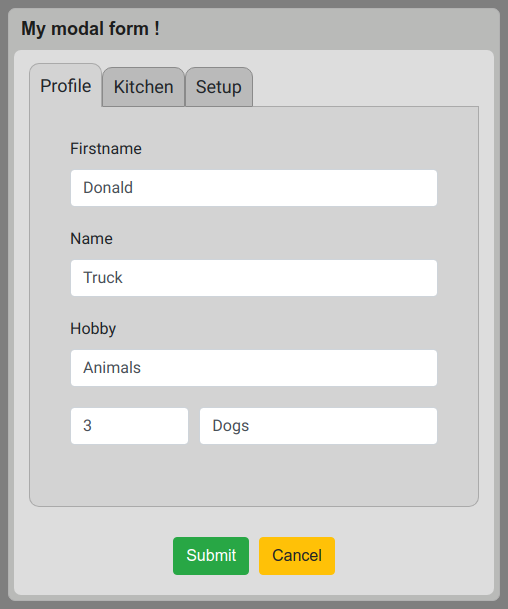 My modal form !
Profile Kitchen Setup
Firstname
Donald
Name
Truck
Hobby
Animals
3 Dogs
Submit Cancel